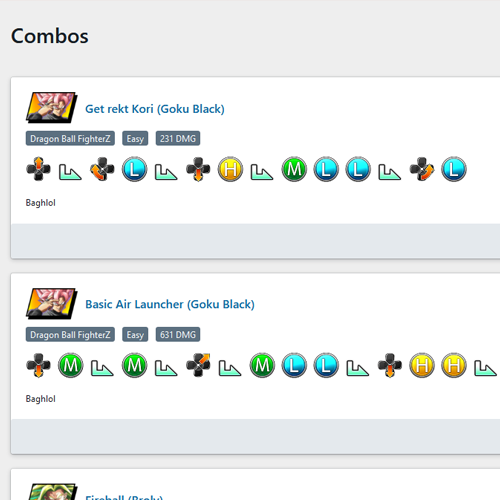 Combos
Get rekt Kori (Goku Black)
Dragon Ball FighterZ Easy 231 DMG
L H M L L L
Baghlol
Basic Air Launcher (Goku Black)
Dragon Ball FighterZ Easy 631 DMG
M M M L L H H
Baghlol
Fireball (Broly)